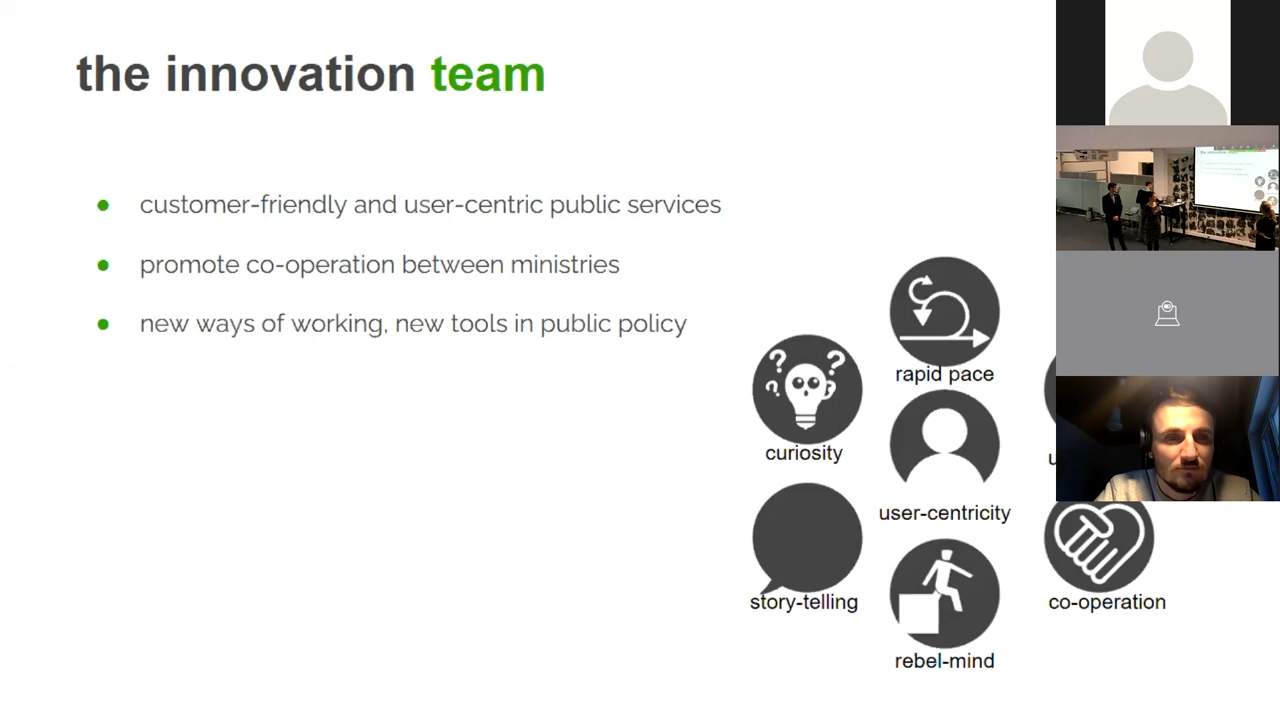 the innovation team
customer-friendly and user-centric public services
promote co-operation between ministries
new ways of working, new tools in public policy
rapid pace
curiosity
user-centricity
story-telling
co-operation
rebel-mind